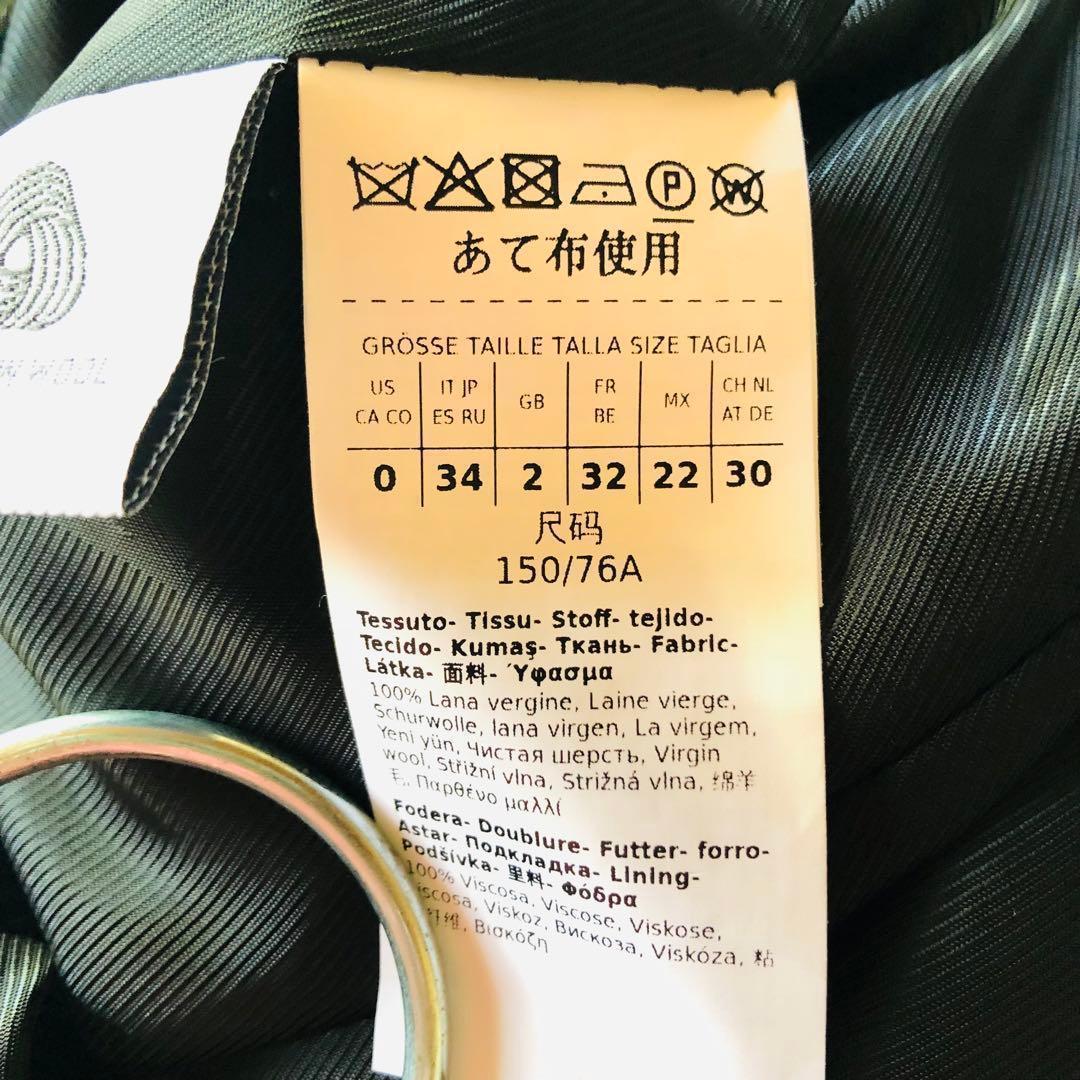 P W
あて布使用
GRÖSSE TAILLE TALLA SIZE TAGLIA
US CA CO
IT JP ES RU
GB
FR BE
MX
CH NL AT DE
0 34 2 32 22 30
尺码
150/76A
Tessuto- Tissu- Stoff- tejido-
Tecido- Kumaş- Ткань- Fabric-
Látka- 面料- Ύφασμα
100% Lana vergine, Laine vierge,
Schurwolle, lana virgen, La virgem,
Yeni yün, Чистая шерсть, Virgin
wool, Střižní vlna, Strižná vlna, 绵羊
毛, Παρθένο μαλλί
Fodera- Doublure- Futter- forro-
Astar- Подкладка- Lining-
Podšívka- 里料- Φόδρα
100% Viscosa, Viscose, Viskose,
Viskoz, Вискоза, Viskóza, 粘
纤维, Βισκόζη